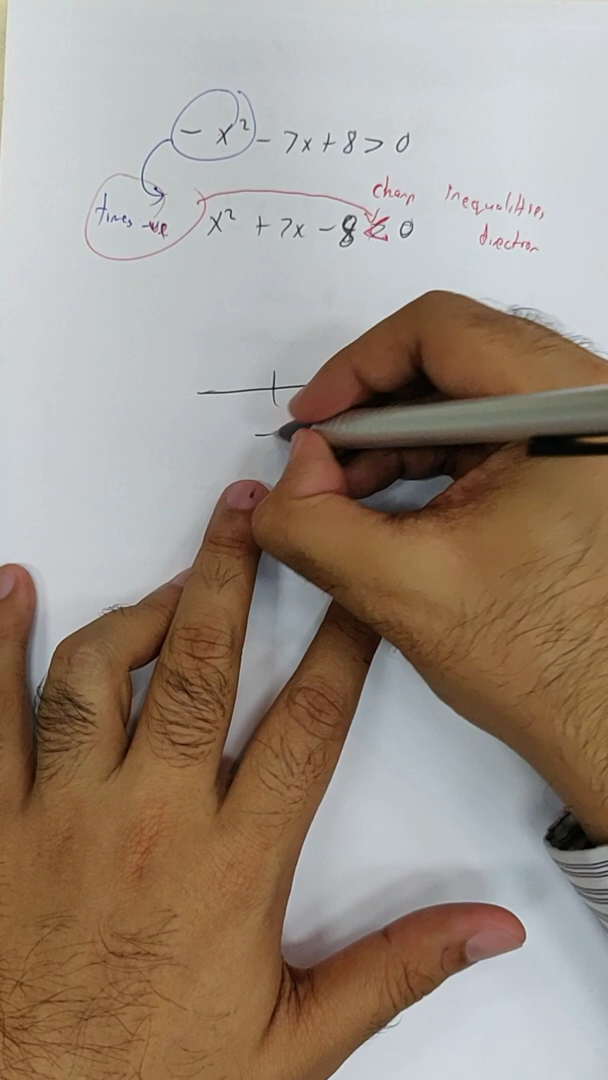 - x² - 7x + 8 > 0
change inequalities,
times -ve x² + 7x - 8 < 0 direction